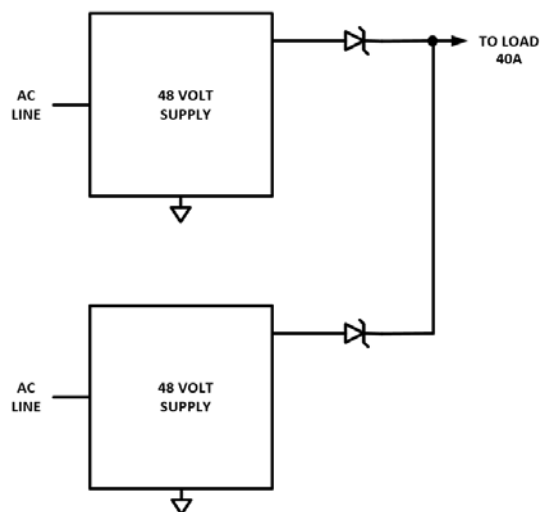 TO LOAD
40A
AC
LINE
48 VOLT
SUPPLY
AC
LINE
48 VOLT
SUPPLY